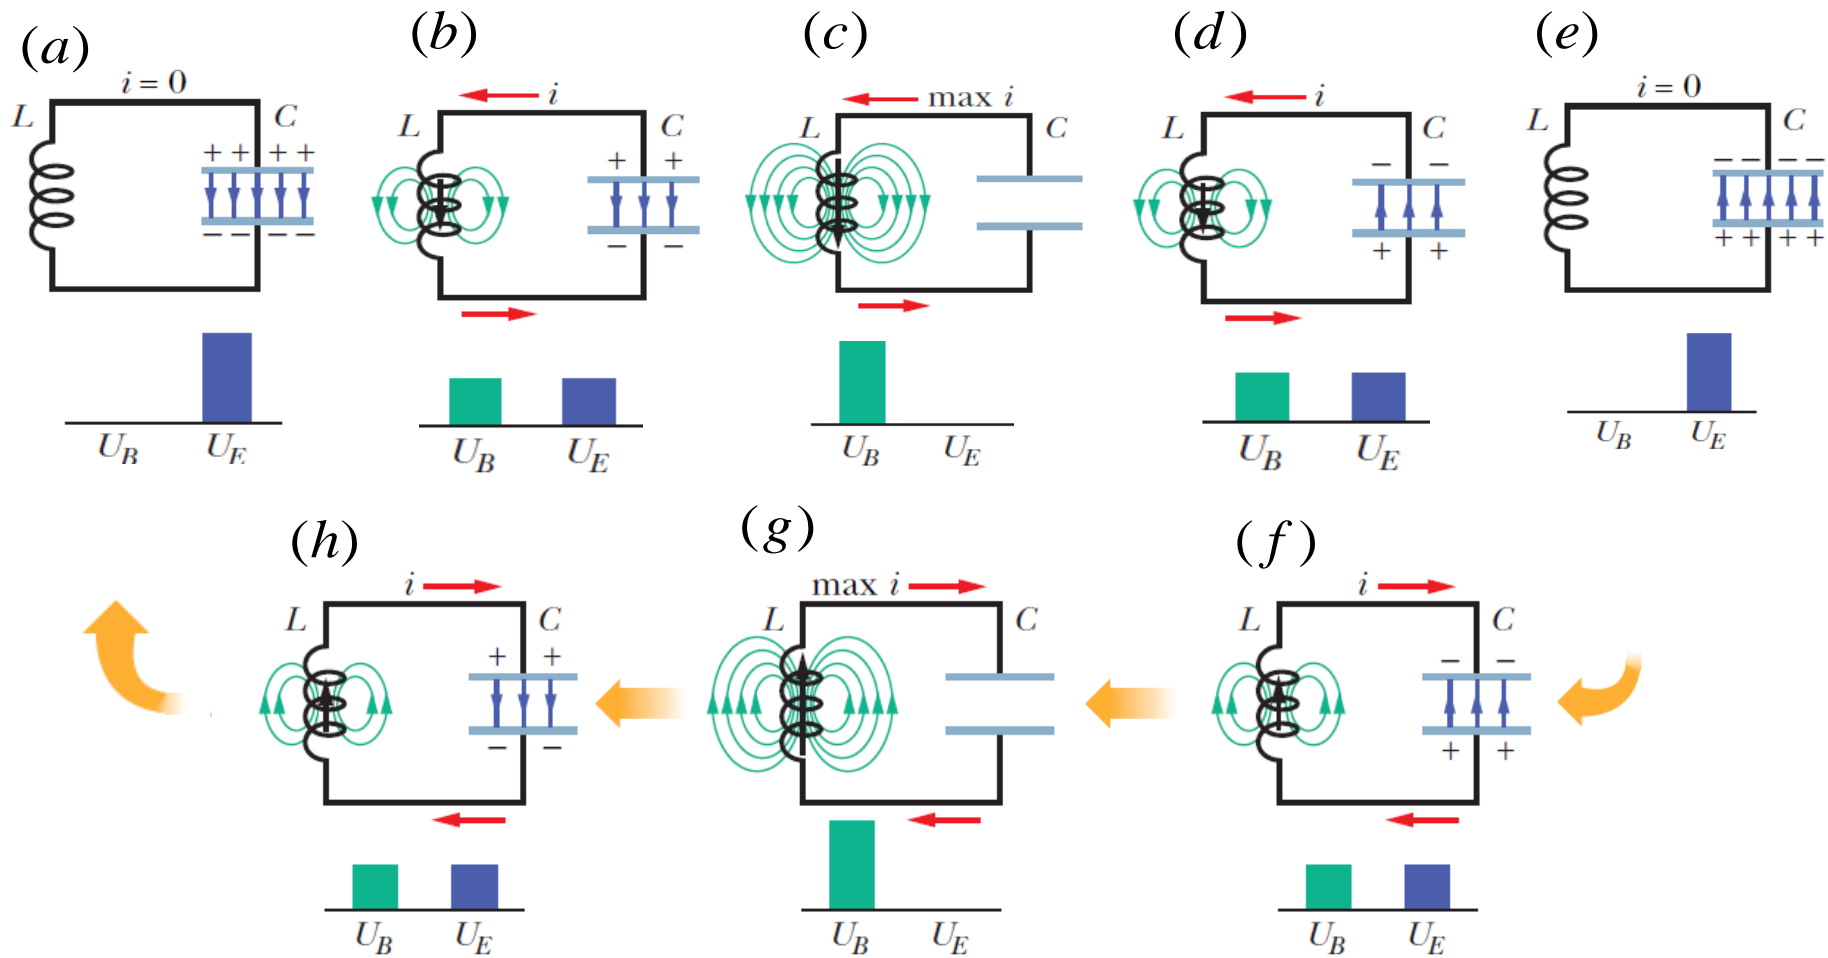 (a)
i = 0
L
C
+ + + +
− − − −
U_B
U_E
(b)
i
L
C
+ +
− −
U_B
U_E
(c)
max i
L
C
U_B
U_E
(d)
i
L
C
− −
+ +
U_B
U_E
(e)
i = 0
L
C
− − − −
+ + + +
U_B
U_E
(h)
i
L
C
+ +
− −
U_B
U_E
(g)
max i
L
C
U_B
U_E
(f)
i
L
C
− −
+ +
U_B
U_E